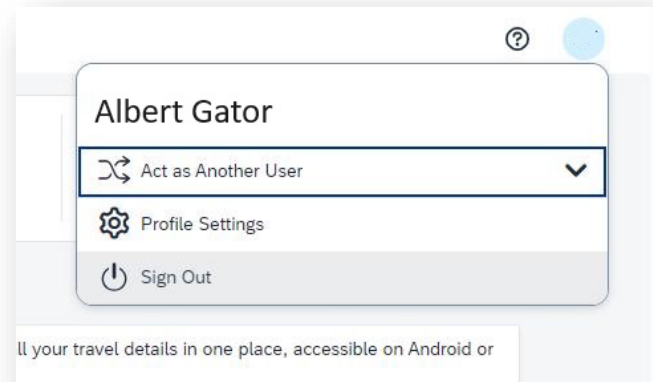 Albert Gator
Act as Another User
Profile Settings
Sign Out
ll your travel details in one place, accessible on Android or